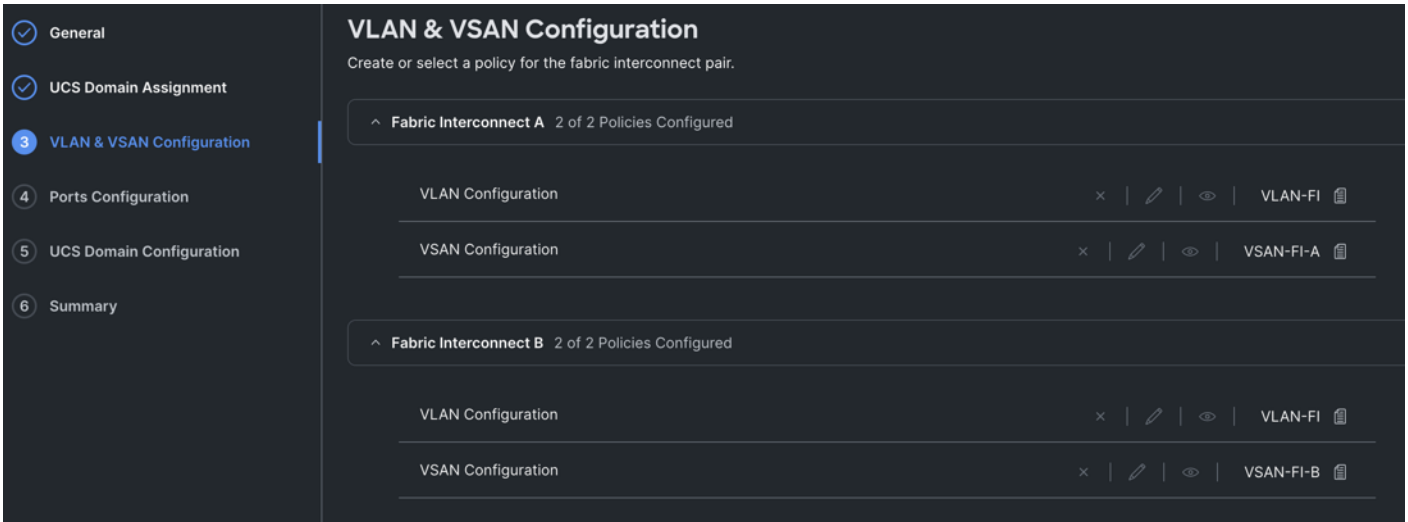 General
UCS Domain Assignment
3 VLAN & VSAN Configuration
4 Ports Configuration
5 UCS Domain Configuration
6 Summary
VLAN & VSAN Configuration
Create or select a policy for the fabric interconnect pair.
Fabric Interconnect A 2 of 2 Policies Configured
VLAN Configuration VLAN-FI
VSAN Configuration VSAN-FI-A
Fabric Interconnect B 2 of 2 Policies Configured
VLAN Configuration VLAN-FI
VSAN Configuration VSAN-FI-B